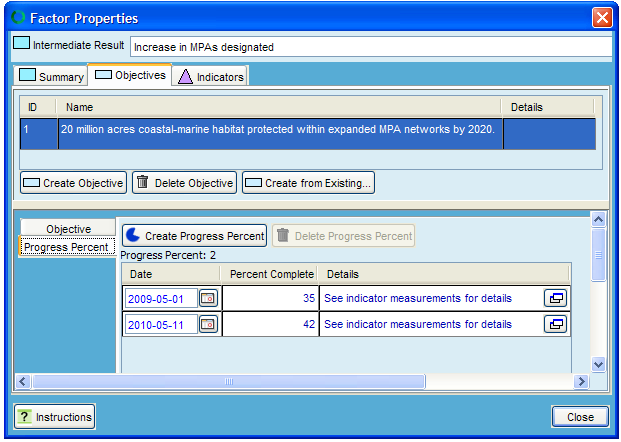 Factor Properties
Intermediate Result Increase in MPAs designated
Summary Objectives Indicators
ID Name Details
1 20 million acres coastal-marine habitat protected within expanded MPA networks by 2020.
Create Objective Delete Objective Create from Existing...
Objective
Progress Percent
Create Progress Percent Delete Progress Percent
Progress Percent: 2
Date Percent Complete Details
2009-05-01 35 See indicator measurements for details
2010-05-11 42 See indicator measurements for details
? Instructions Close